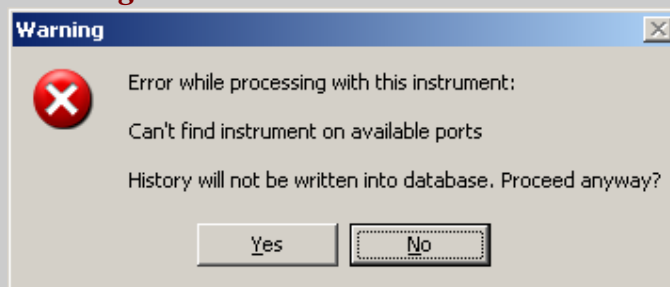 Warning
Error while processing with this instrument:
Can't find instrument on available ports
History will not be written into database. Proceed anyway?
Yes
No